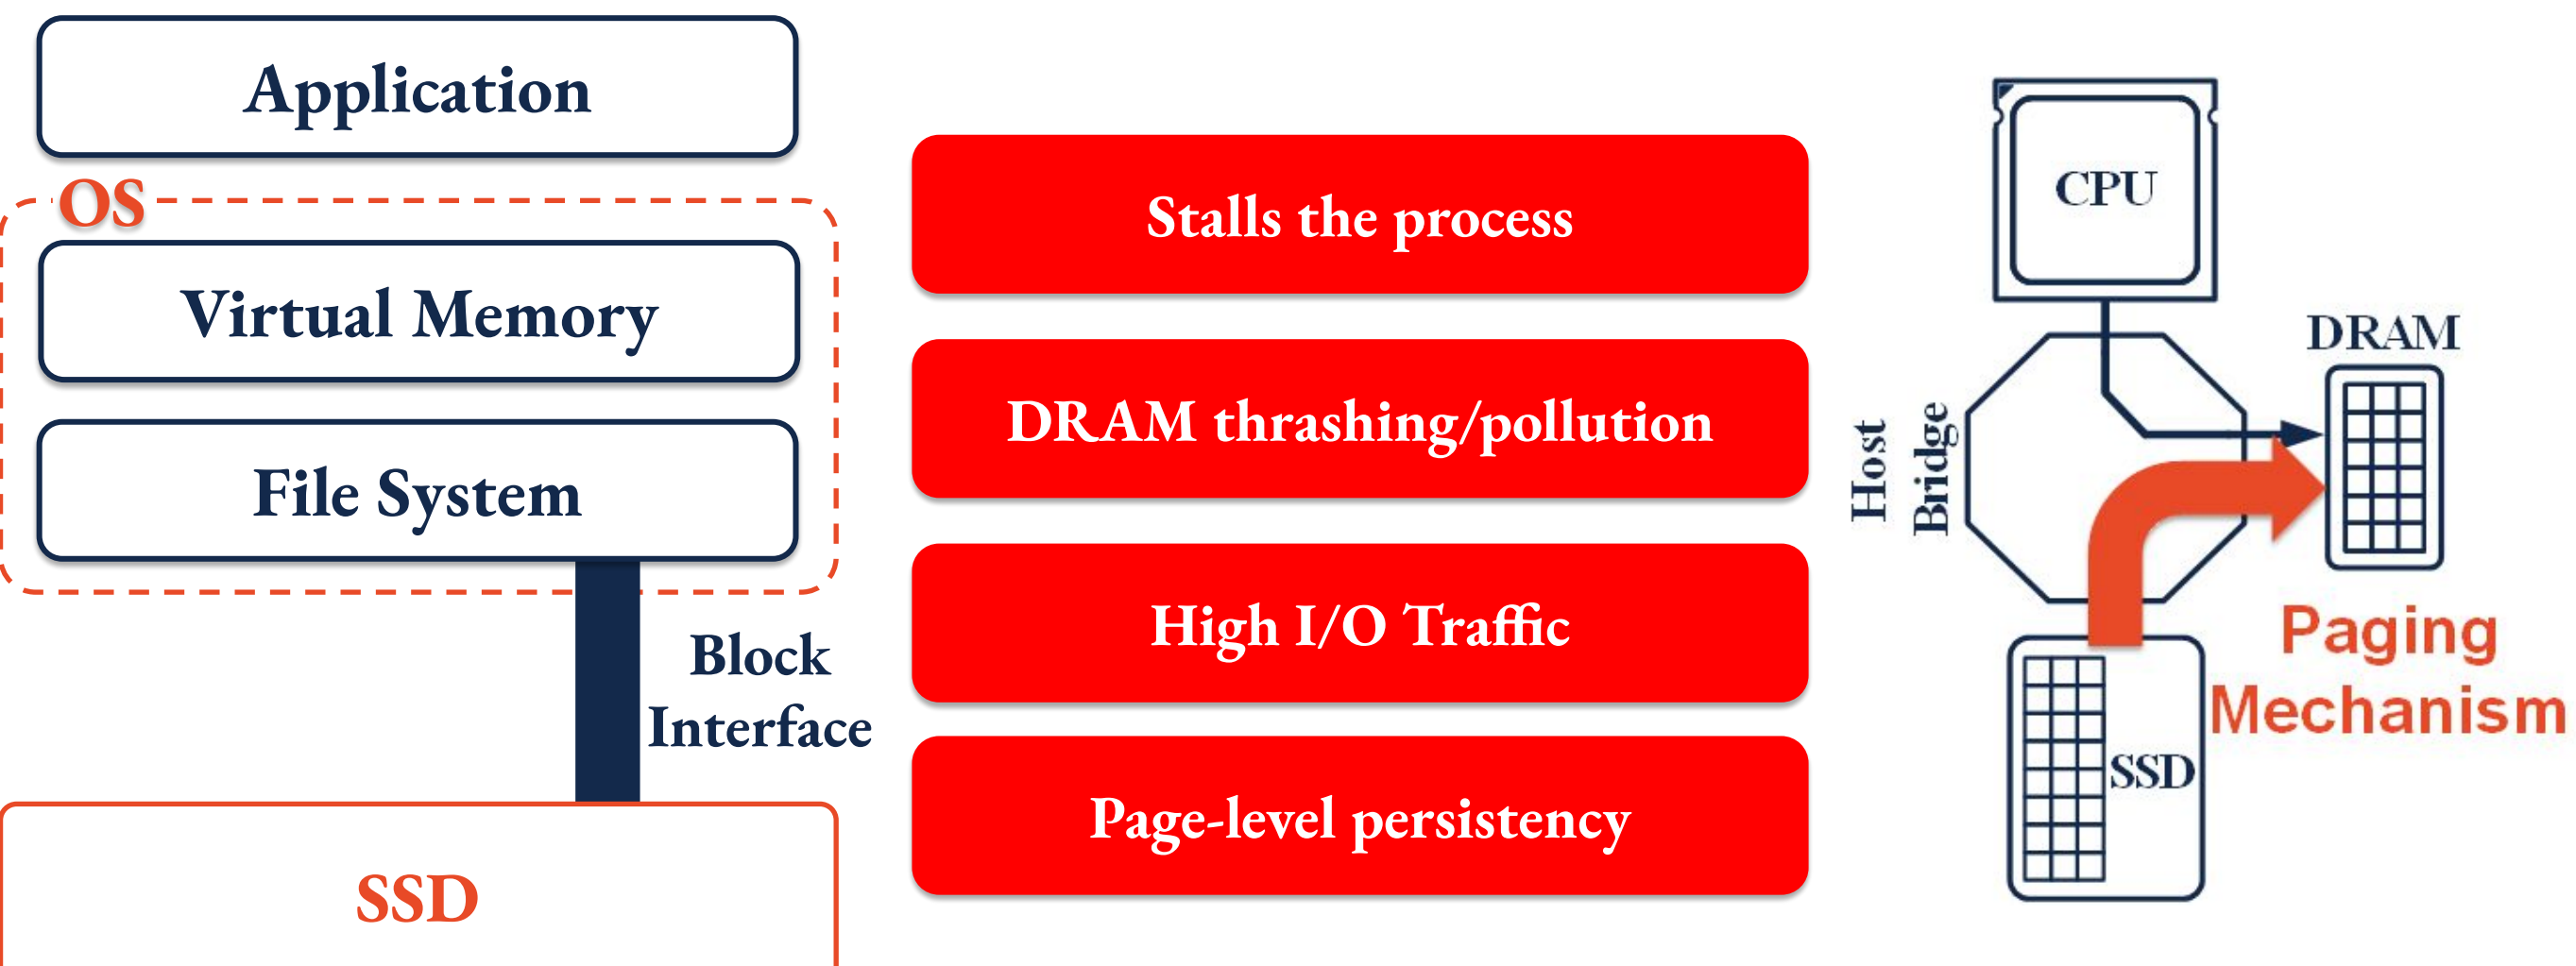 Application
OS
Virtual Memory
File System
Block
Interface
SSD
Stalls the process
DRAM thrashing/pollution
High I/O Traffic
Page-level persistency
CPU
DRAM
Host
Bridge
Paging
Mechanism
SSD